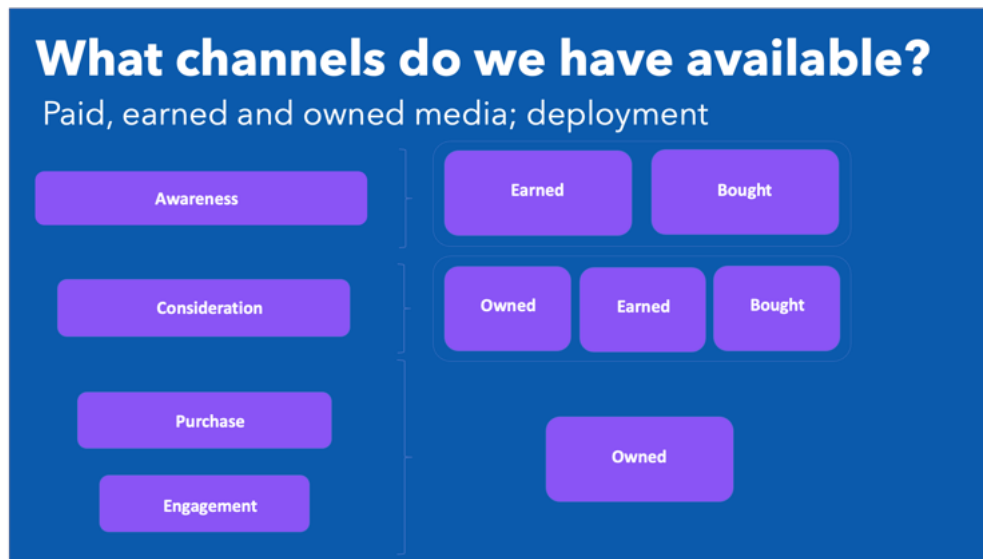 What channels do we have available?
Paid, earned and owned media; deployment
Awareness
Earned
Bought
Consideration
Owned
Earned
Bought
Purchase
Engagement
Owned